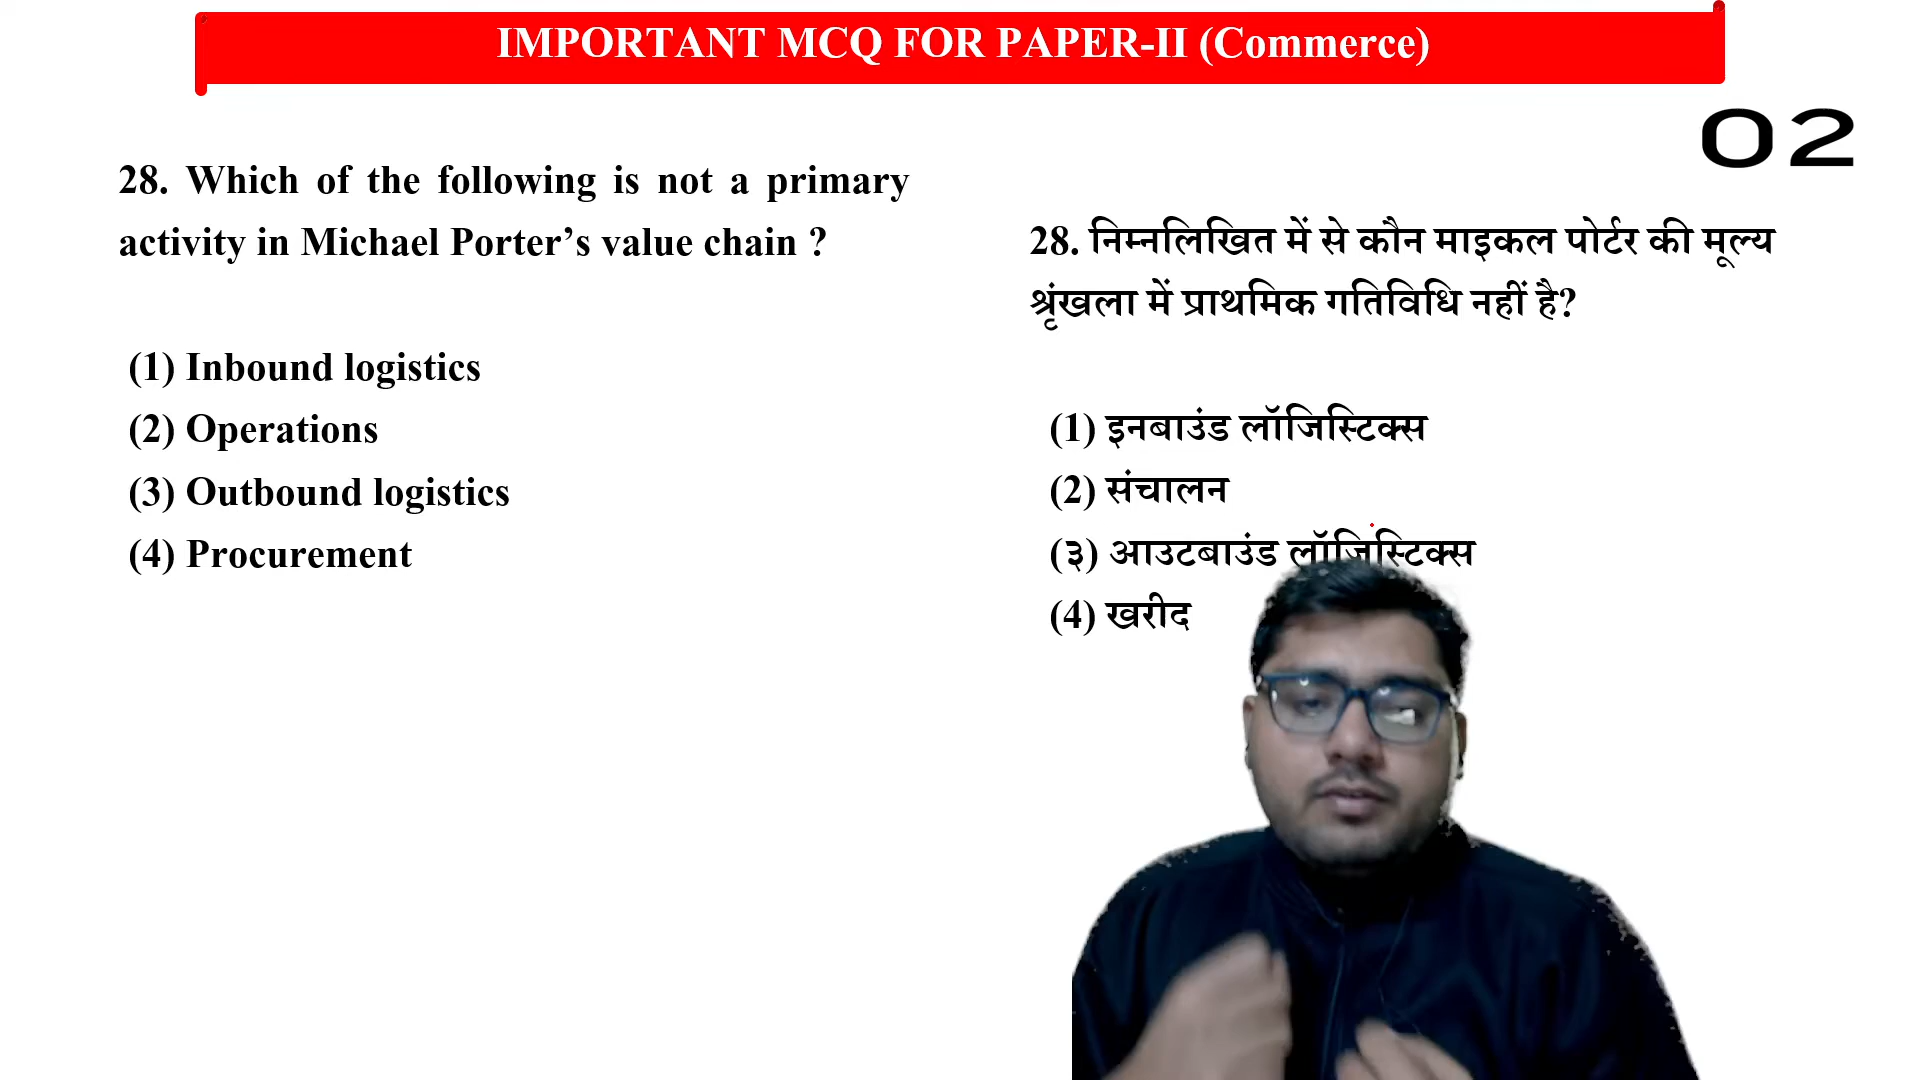 IMPORTANT MCQ FOR PAPER-II (Commerce)
02
28. Which of the following is not a primary
activity in Michael Porter’s value chain ?
(1) Inbound logistics
(2) Operations
(3) Outbound logistics
(4) Procurement
28. निम्नलिखित में से कौन माइकल पोर्टर की मूल्य
श्रृंखला में प्राथमिक गतिविधि नहीं है?
(1) इनबाउंड लॉजिस्टिक्स
(2) संचालन
(३) आउटबाउंड लॉजिस्टिक्स
(4) खरीद